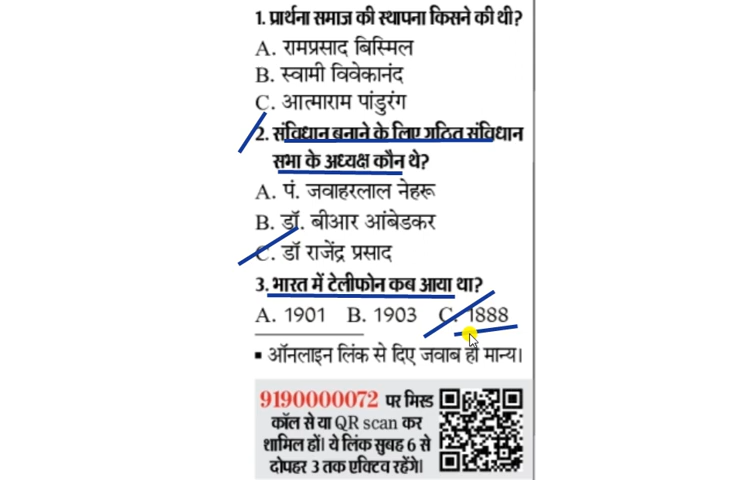 1. प्रार्थना समाज की स्थापना किसने की थी?
A. रामप्रसाद बिस्मिल
B. स्वामी विवेकानंद
C. आत्माराम पांडुरंग
2. संविधान बनाने के लिए गठित संविधान
सभा के अध्यक्ष कौन थे?
A. पं. जवाहरलाल नेहरू
B. डॉ. बीआर आंबेडकर
C. डॉ राजेंद्र प्रसाद
3. भारत में टेलीफोन कब आया था?
A. 1901 B. 1903 C. 1888
▪ ऑनलाइन लिंक से दिए जवाब ही मान्य।
9190000072 पर मिस्ड
कॉल से या QR scan कर
शामिल हों। ये लिंक सुबह 6 से
दोपहर 3 तक एक्टिव रहेंगे।